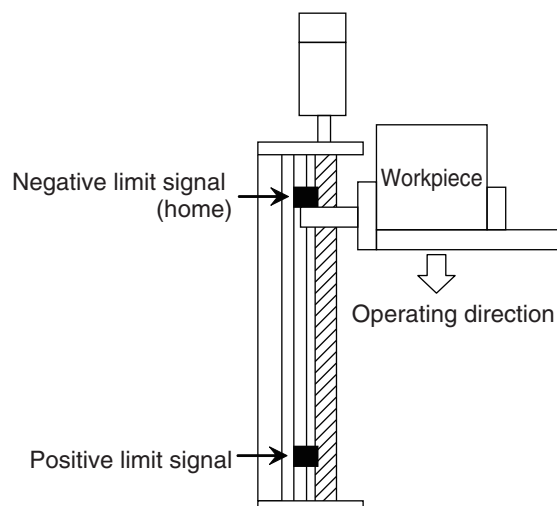 Negative limit signal
(home)
Workpiece
Operating direction
Positive limit signal